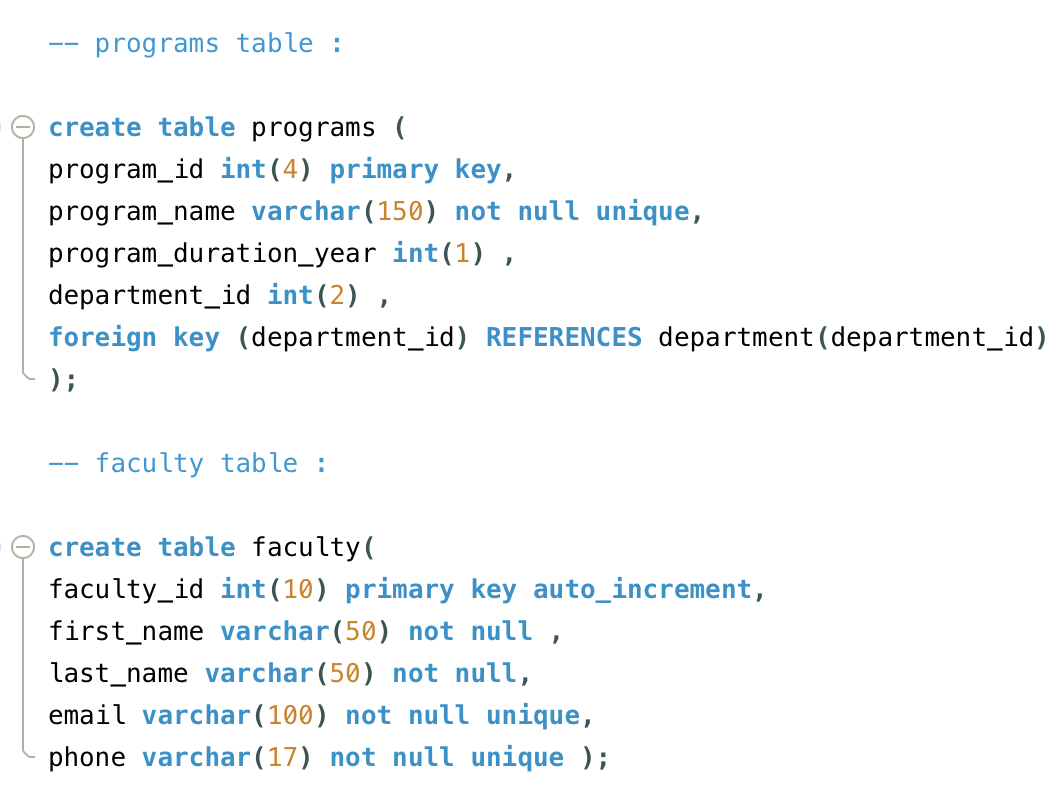 -- programs table :
create table programs (
program_id int(4) primary key,
program_name varchar(150) not null unique,
program_duration_year int(1) ,
department_id int(2) ,
foreign key (department_id) REFERENCES department(department_id)
);
-- faculty table :
create table faculty(
faculty_id int(10) primary key auto_increment,
first_name varchar(50) not null ,
last_name varchar(50) not null,
email varchar(100) not null unique,
phone varchar(17) not null unique );